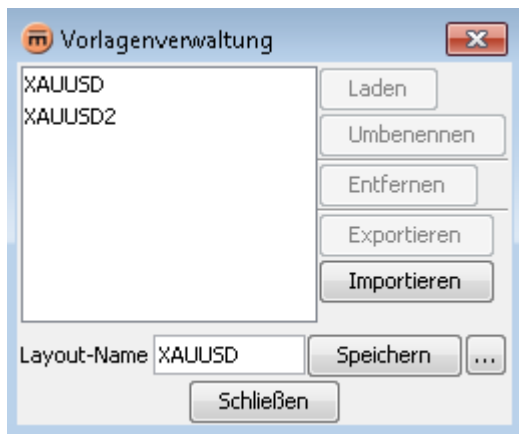 Vorlagenverwaltung
XAUUSD
XAUUSD2
Laden
Umbenennen
Entfernen
Exportieren
Importieren
Layout-Name XAUUSD Speichern ...
Schließen